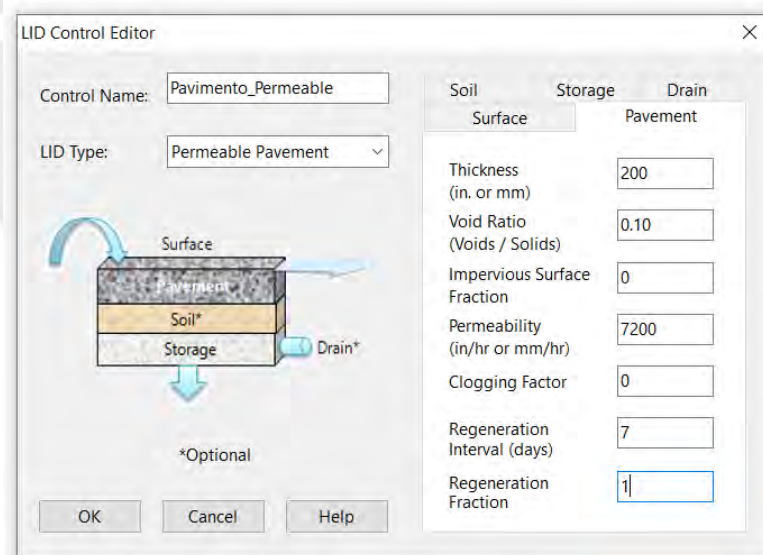 LID Control Editor
Control Name: Pavimento_Permeable
LID Type: Permeable Pavement
Surface
Pavement
Soil*
Storage
Drain*
*Optional
OK Cancel Help
Soil Storage Drain
Surface Pavement
Thickness
(in. or mm) 200
Void Ratio
(Voids / Solids) 0.10
Impervious Surface
Fraction 0
Permeability
(in/hr or mm/hr) 7200
Clogging Factor 0
Regeneration
Interval (days) 7
Regeneration
Fraction 1